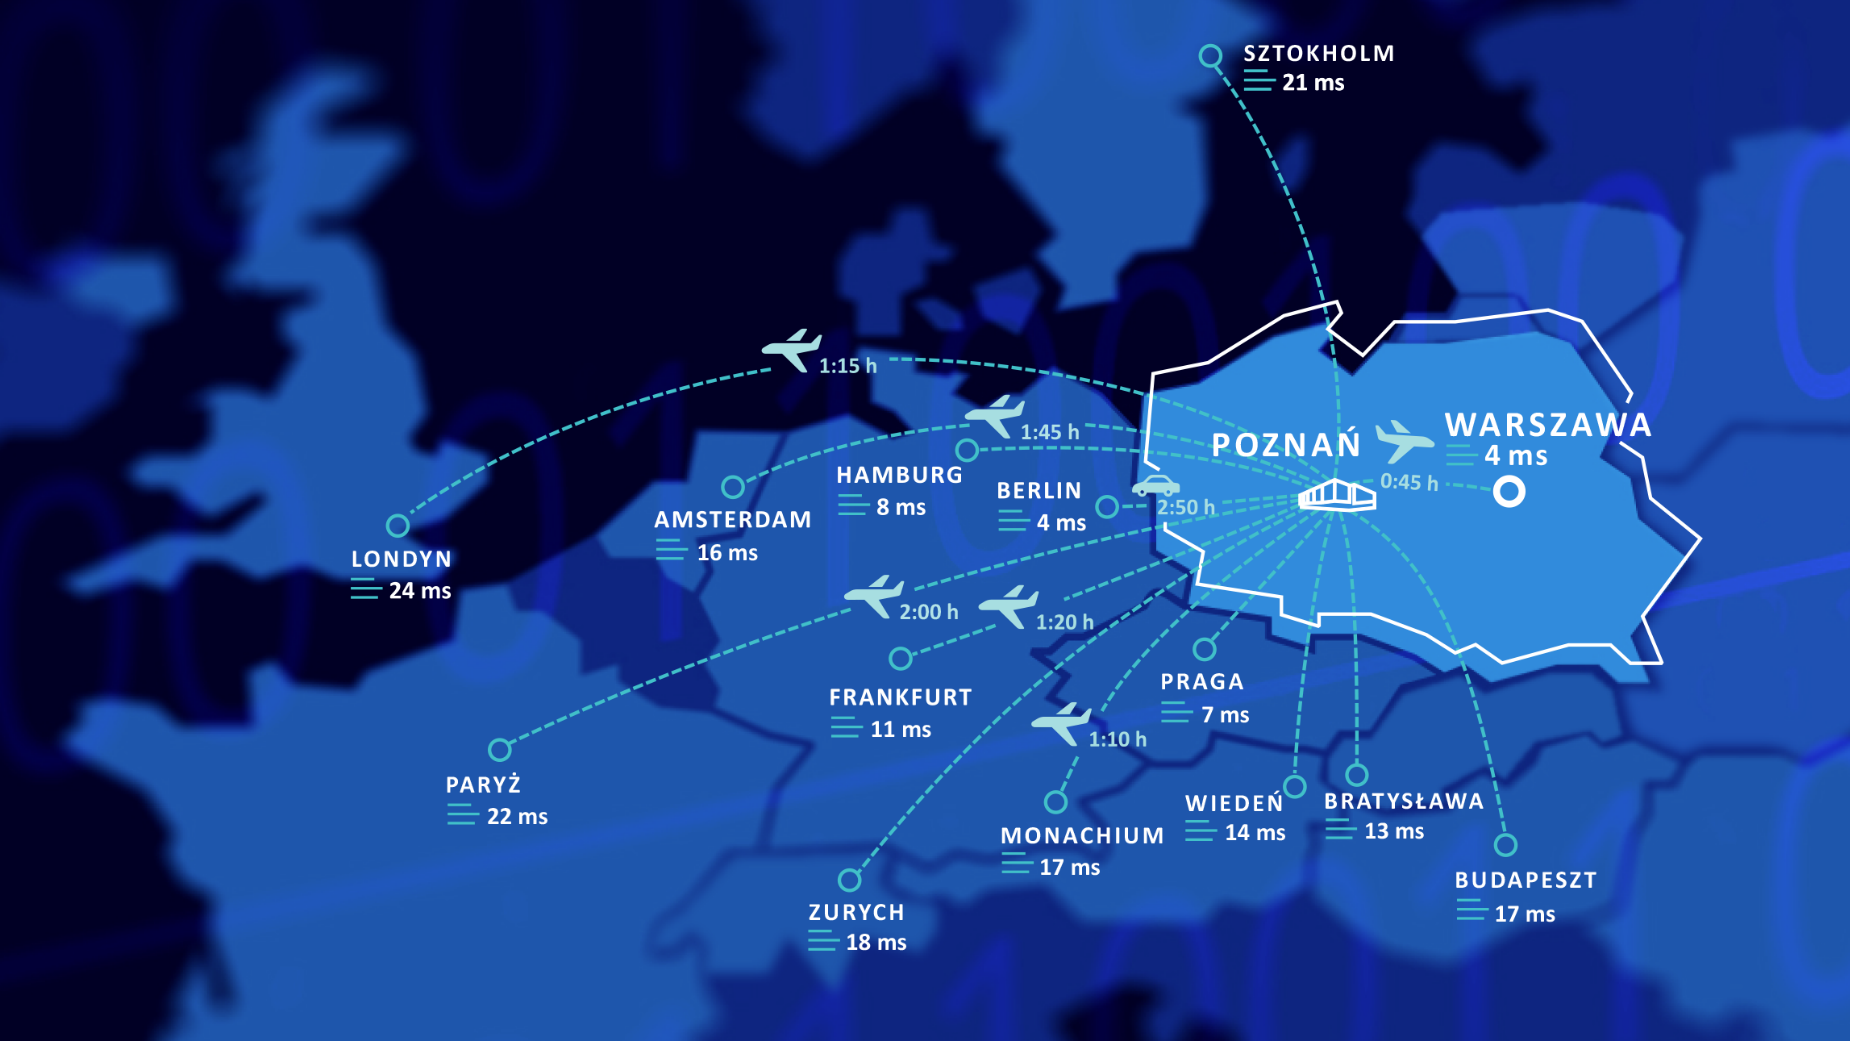 SZTOKHOLM
21 ms
1:15 h
1:45 h
WARSZAWA
4 ms
POZNAŃ
0:45 h
HAMBURG
8 ms
BERLIN
4 ms
2:50 h
AMSTERDAM
16 ms
LONDYN
24 ms
2:00 h
1:20 h
FRANKFURT
11 ms
PRAGA
7 ms
1:10 h
PARYŻ
22 ms
MONACHIUM
17 ms
WIEDEŃ
14 ms
BRATYSŁAWA
13 ms
BUDAPESZT
17 ms
ZURYCH
18 ms